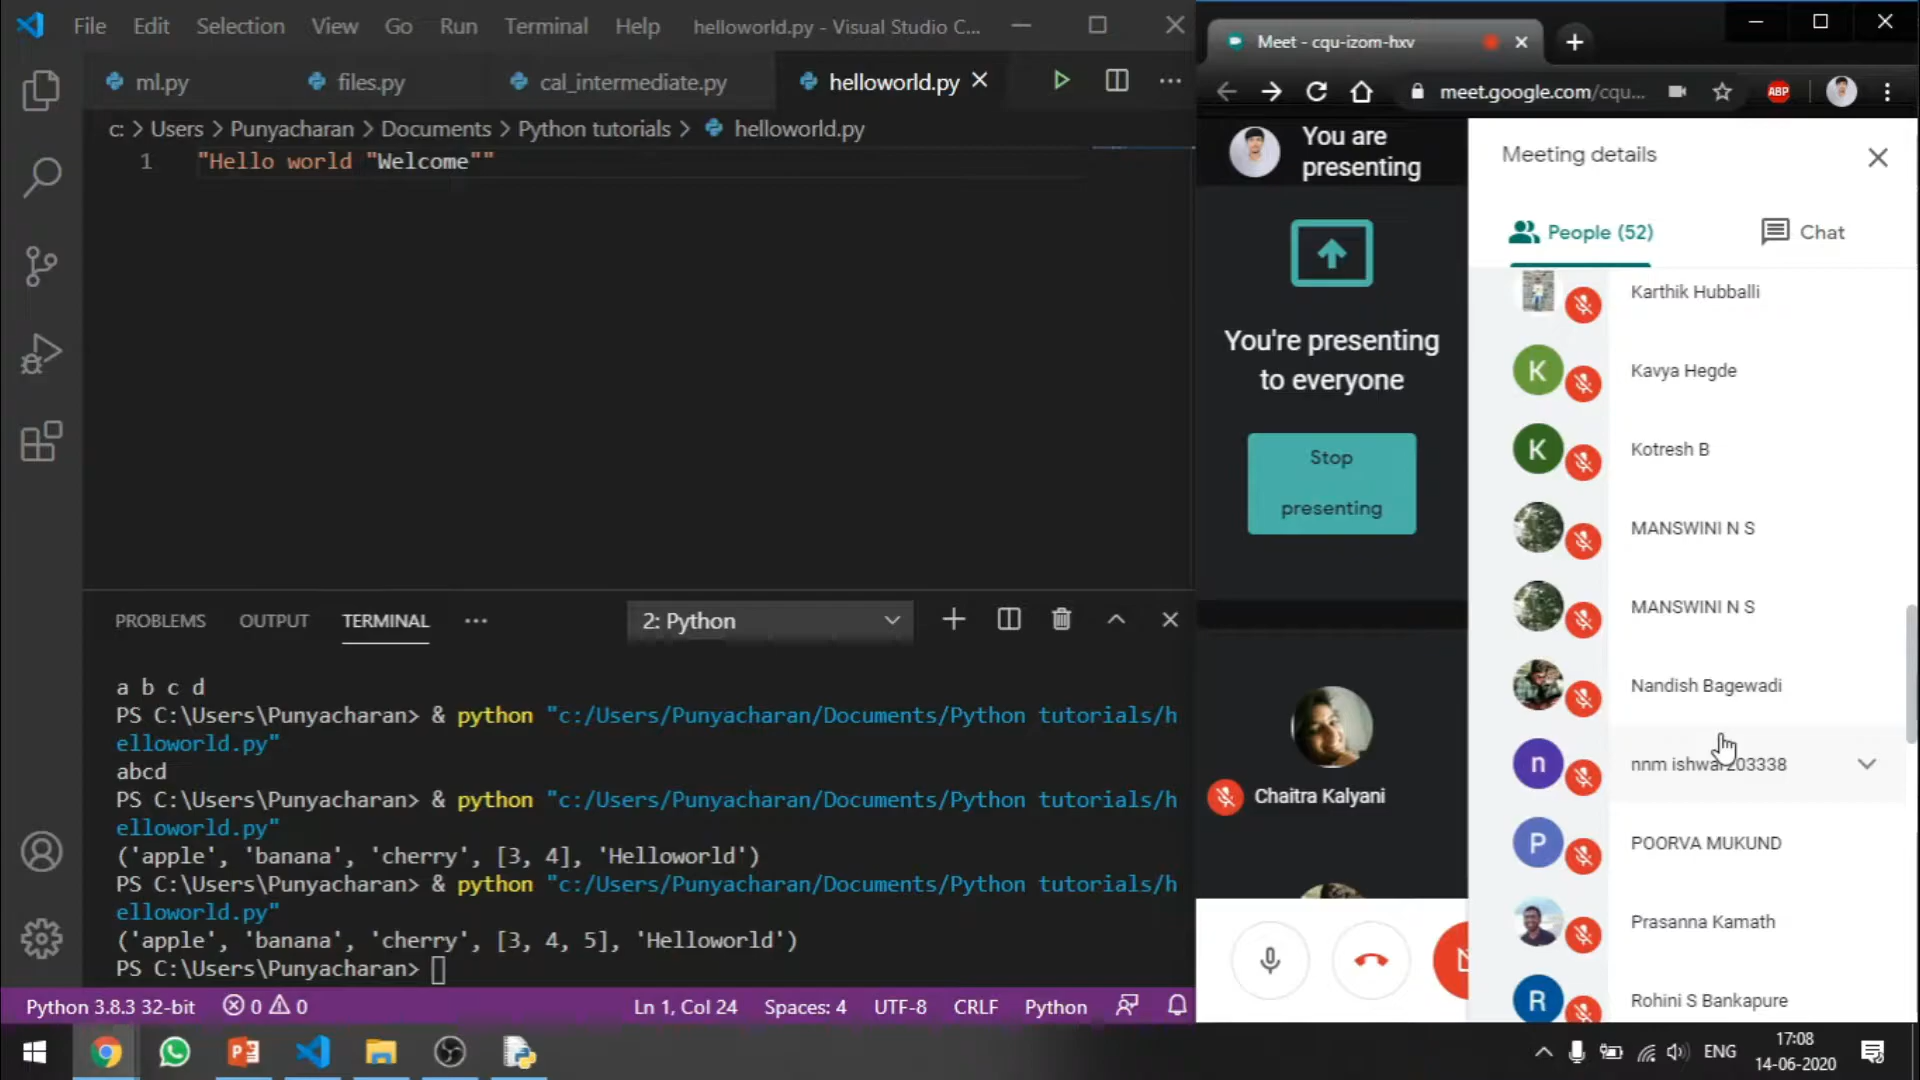 File Edit Selection View Go Run Terminal Help helloworld.py - Visual Studio C...
ml.py files.py cal_intermediate.py helloworld.py
c: > Users > Punyacharan > Documents > Python tutorials > helloworld.py
1 "Hello world "Welcome""
PROBLEMS OUTPUT TERMINAL ... 2: Python
a b c d
PS C:\Users\Punyacharan> & python "c:/Users/Punyacharan/Documents/Python tutorials/h
elloworld.py"
abcd
PS C:\Users\Punyacharan> & python "c:/Users/Punyacharan/Documents/Python tutorials/h
elloworld.py"
('apple', 'banana', 'cherry', [3, 4], 'Helloworld')
PS C:\Users\Punyacharan> & python "c:/Users/Punyacharan/Documents/Python tutorials/h
elloworld.py"
('apple', 'banana', 'cherry', [3, 4, 5], 'Helloworld')
PS C:\Users\Punyacharan>
Python 3.8.3 32-bit 0 0 Ln 1, Col 24 Spaces: 4 UTF-8 CRLF Python
Meet - cqu-izom-hxv
meet.google.com/cqu... ABP
You are
presenting
You're presenting
to everyone
Stop
presenting
Chaitra Kalyani
Meeting details
People (52) Chat
Karthik Hubballi
K Kavya Hegde
K Kotresh B
MANSWINI N S
MANSWINI N S
Nandish Bagewadi
n nnm ishwar203338
P POORVA MUKUND
Prasanna Kamath
R Rohini S Bankapure
ENG
17:08
14-06-2020